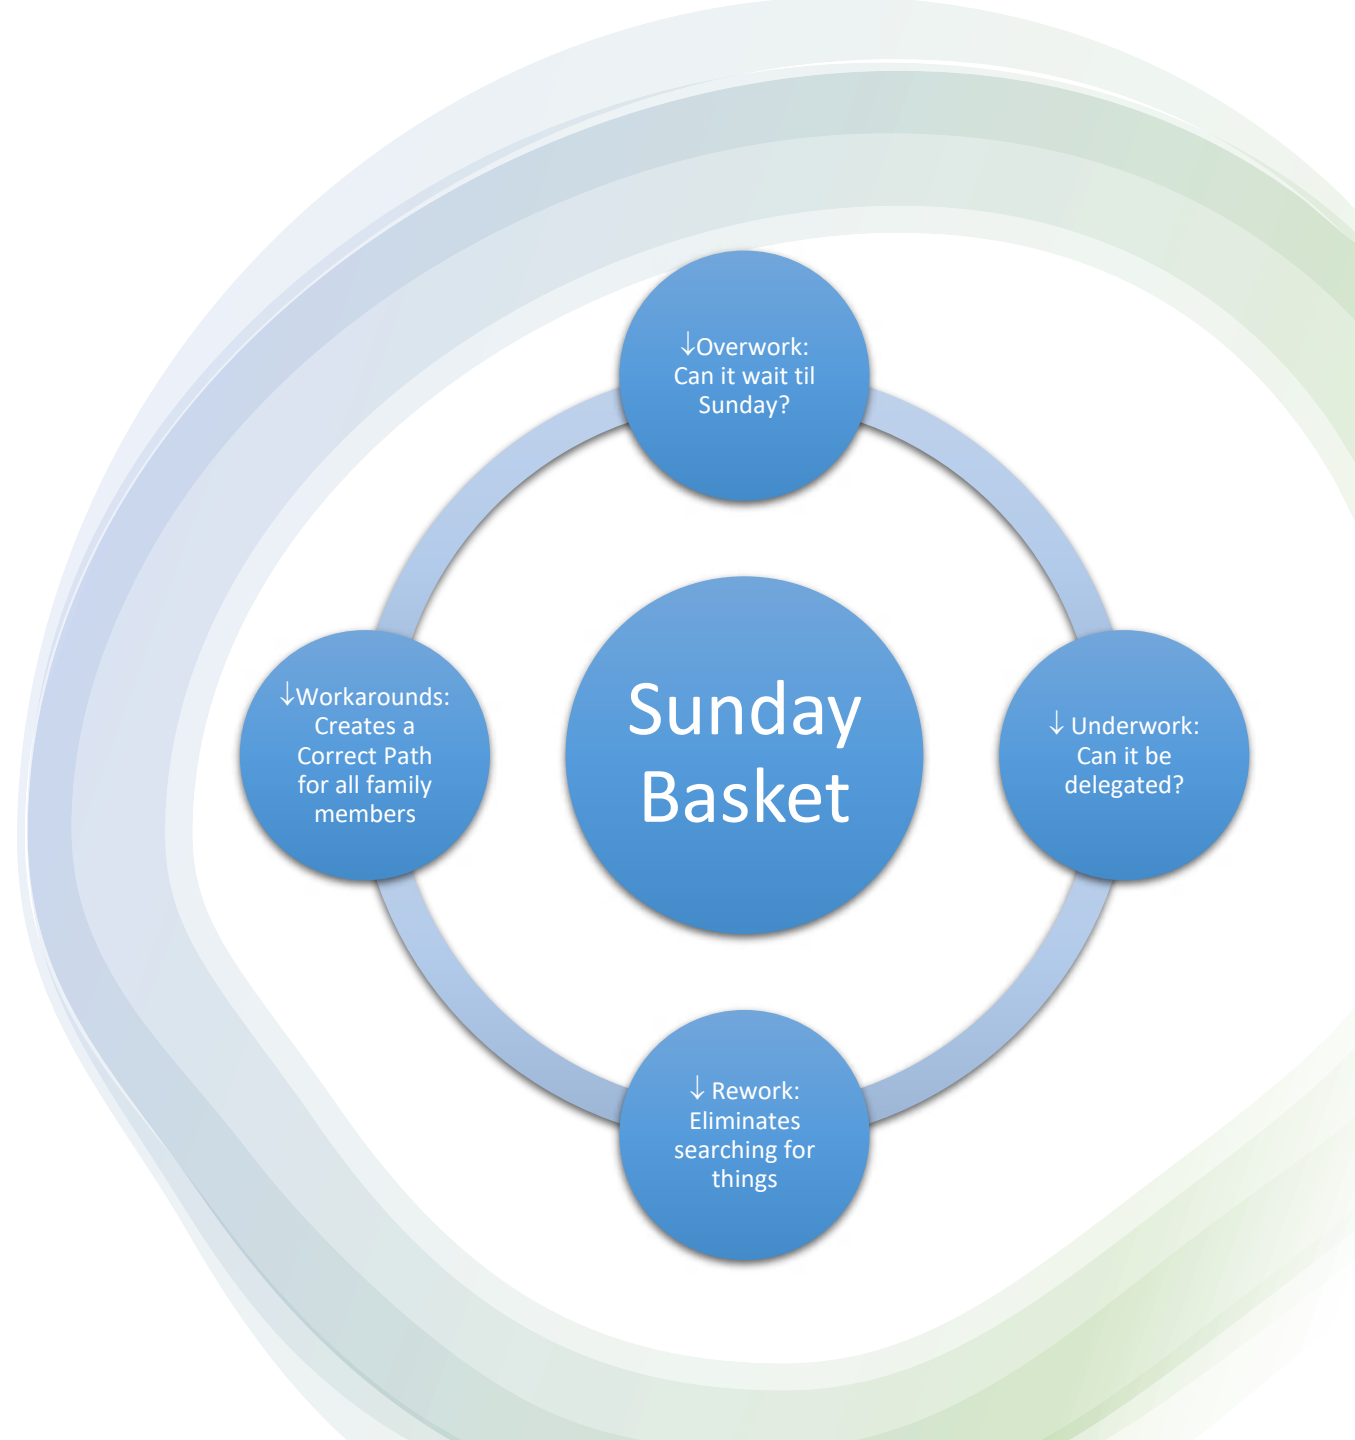 ↓Overwork:
Can it wait til
Sunday?
↓Workarounds:
Creates a
Correct Path
for all family
members
Sunday
Basket
↓ Underwork:
Can it be
delegated?
↓ Rework:
Eliminates
searching for
things